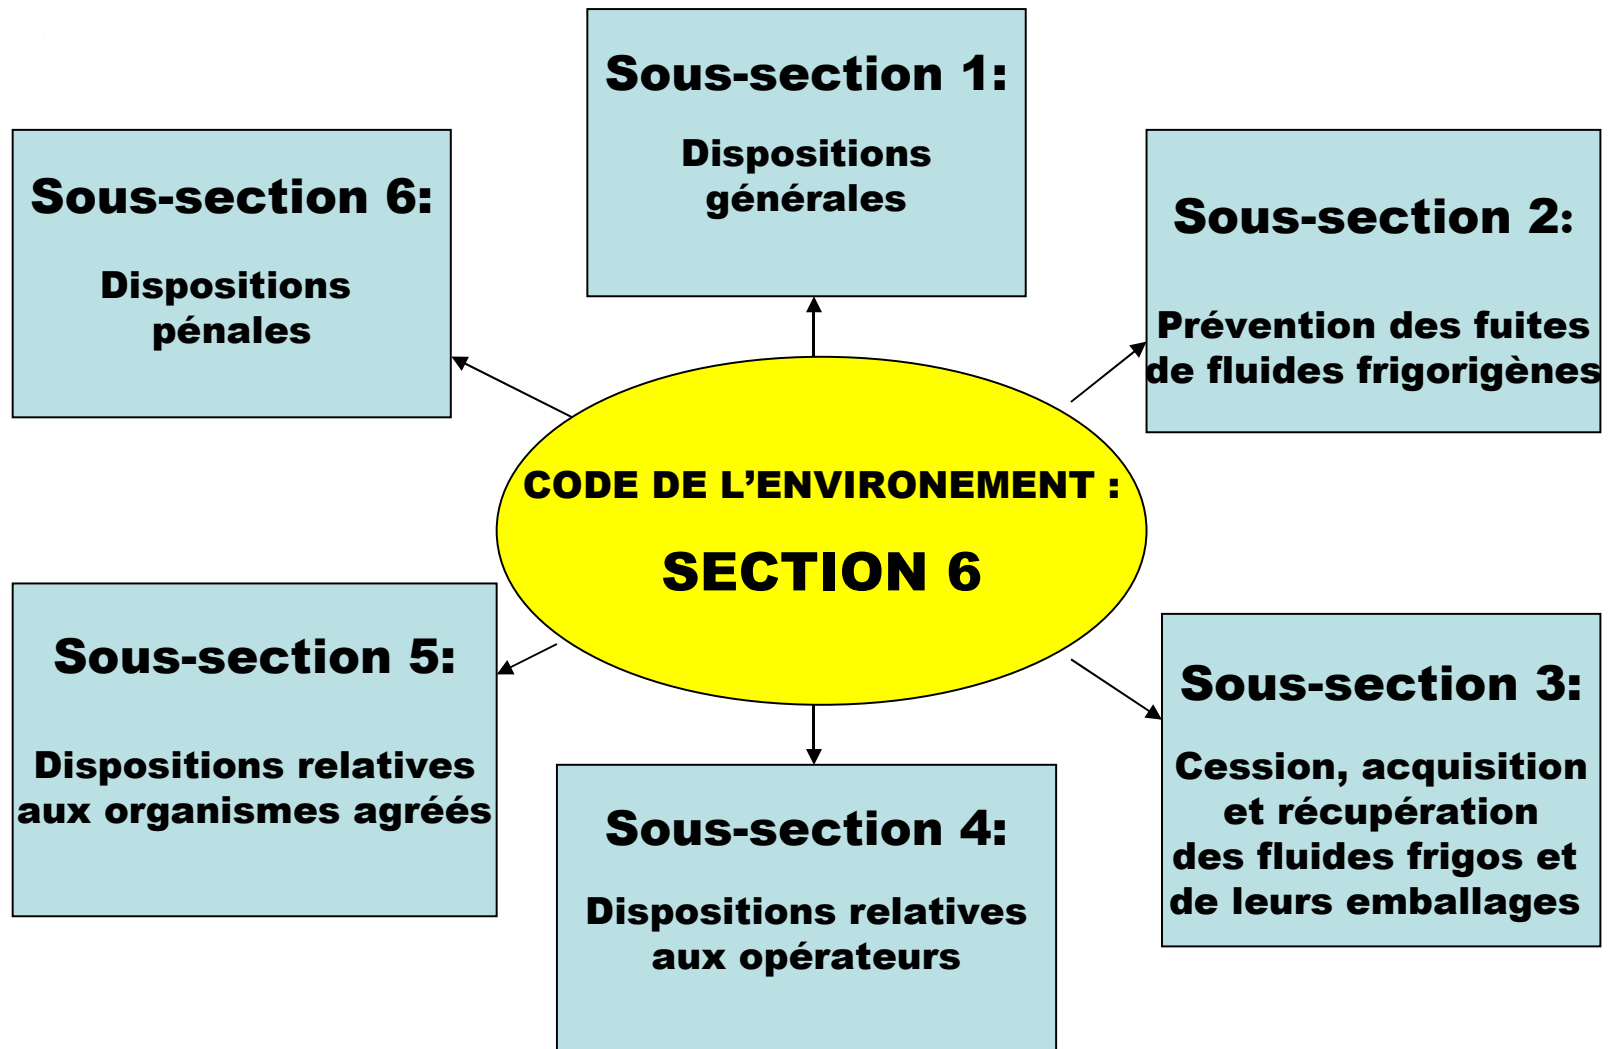 Sous-section 1:
Dispositions
générales
Sous-section 6:
Dispositions
pénales
Sous-section 2:
Prévention des fuites
de fluides frigorigènes
CODE DE L’ENVIRONEMENT :
SECTION 6
Sous-section 5:
Dispositions relatives
aux organismes agréés
Sous-section 3:
Cession, acquisition
et récupération
des fluides frigos et
de leurs emballages
Sous-section 4:
Dispositions relatives
aux opérateurs